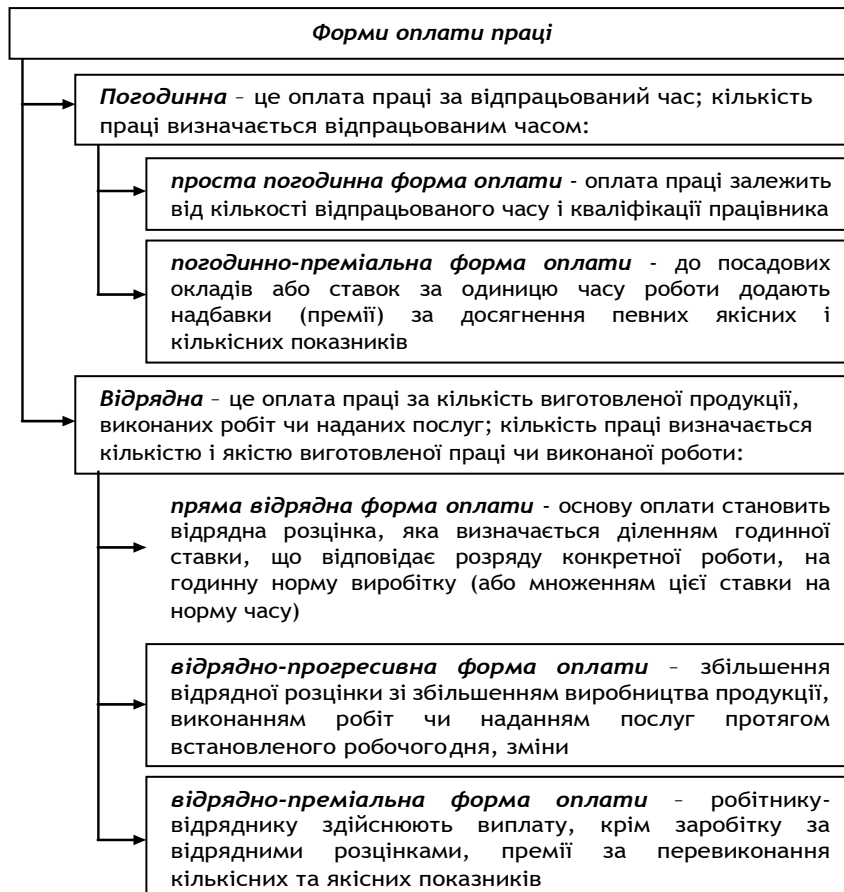 Форми оплати праці
Погодинна – це оплата праці за відпрацьований час; кількість
праці визначається відпрацьованим часом:
проста погодинна форма оплати - оплата праці залежить
від кількості відпрацьованого часу і кваліфікації працівника
погодинно-преміальна форма оплати - до посадових
окладів або ставок за одиницю часу роботи додають
надбавки (премії) за досягнення певних якісних і
кількісних показників
Відрядна – це оплата праці за кількість виготовленої продукції,
виконаних робіт чи наданих послуг; кількість праці визначається
кількістю і якістю виготовленої праці чи виконаної роботи:
пряма відрядна форма оплати - основу оплати становить
відрядна розцінка, яка визначається діленням годинної
ставки, що відповідає розряду конкретної роботи, на
годинну норму виробітку (або множенням цієї ставки на
норму часу)
відрядно-прогресивна форма оплати – збільшення
відрядної розцінки зі збільшенням виробництва продукції,
виконанням робіт чи наданням послуг протягом
встановленого робочого дня, зміни
відрядно-преміальна форма оплати – робітнику-
відряднику здійснюють виплату, крім заробітку за
відрядними розцінками, премії за перевиконання
кількісних та якісних показників